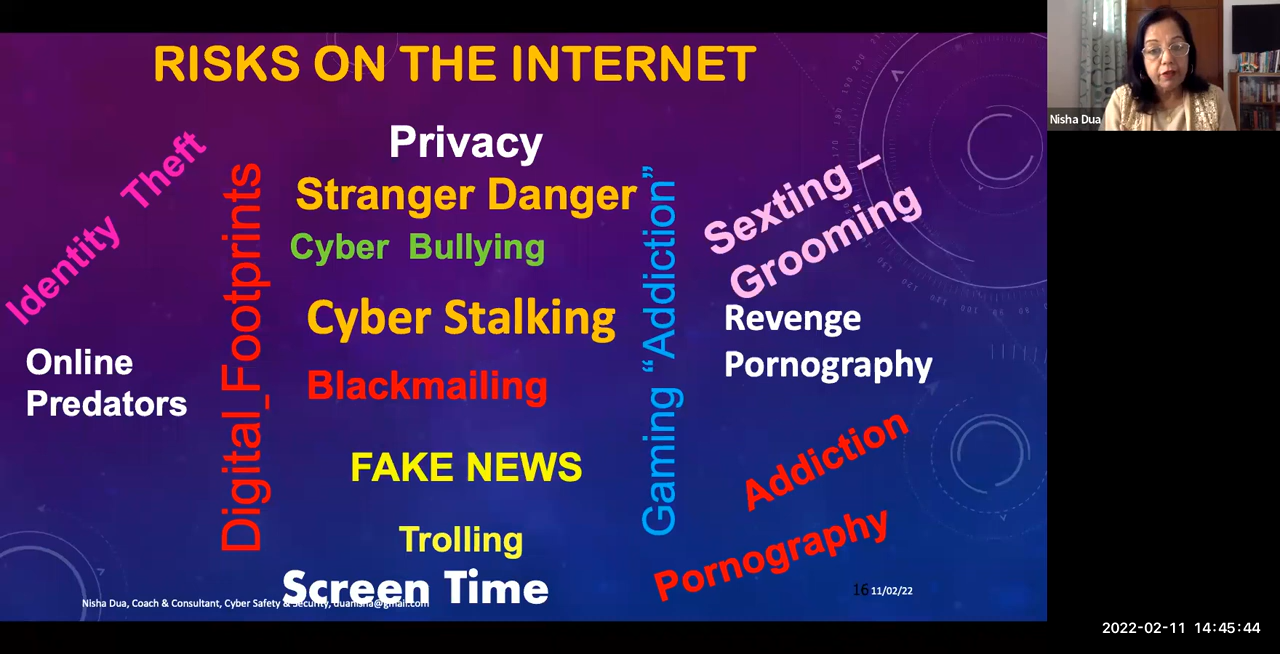 RISKS ON THE INTERNET
Nisha Dua
Identity Theft
Online
Predators
Digital_Footprints
Privacy
Stranger Danger
Cyber Bullying
Cyber Stalking
Blackmailing
FAKE NEWS
Trolling
Screen Time
Gaming “Addiction”
Sexting –
Grooming
Revenge
Pornography
Addiction
Pornography
Nisha Dua, Coach & Consultant, Cyber Safety & Security, duanisha@gmail.com
16 11/02/22
2022-02-11 14:45:44